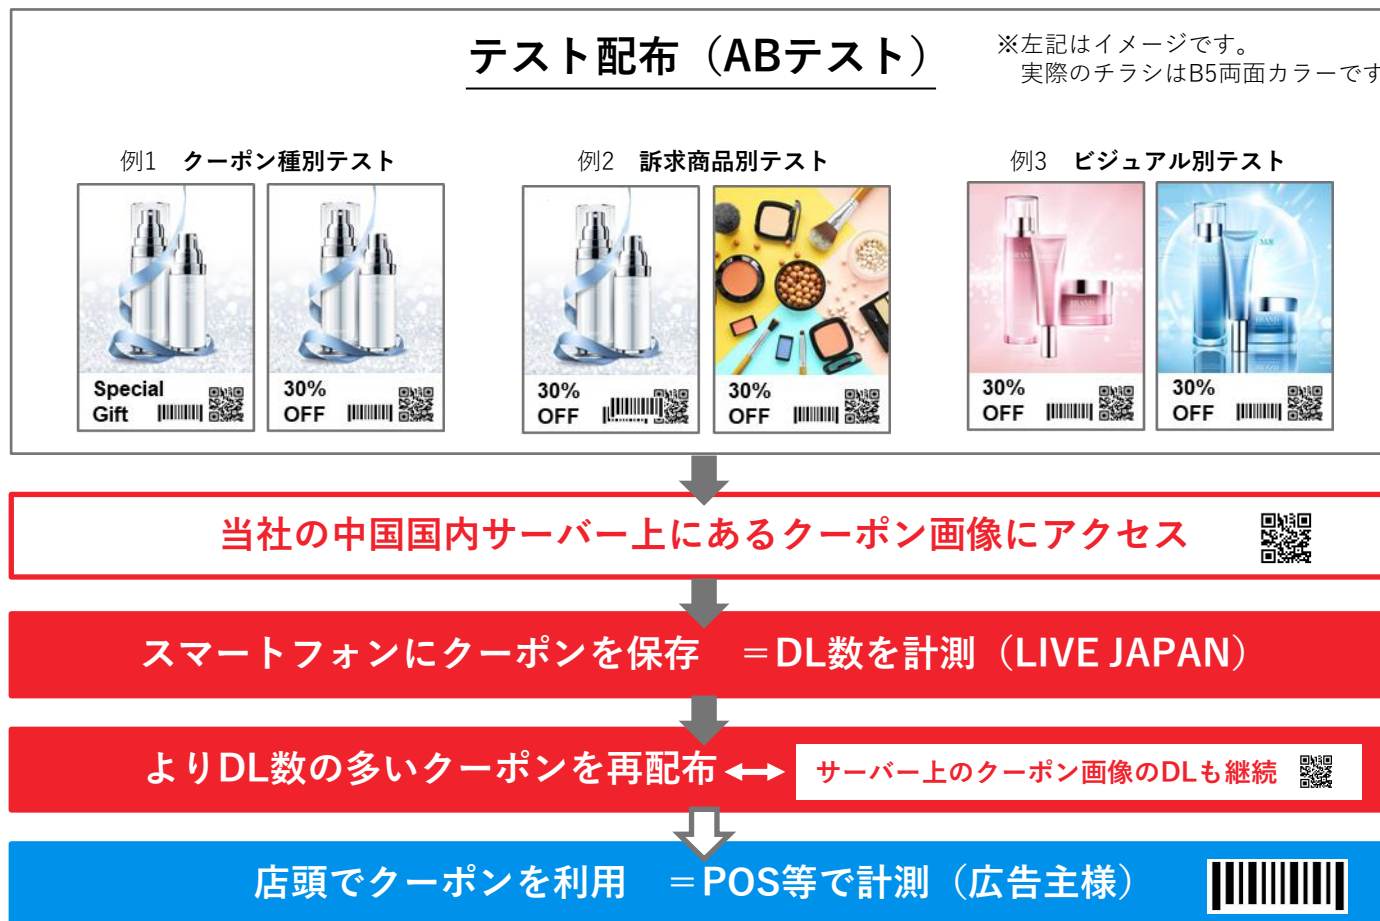 テスト配布（ABテスト）
※左記はイメージです。
実際のチラシはB5両面カラーです
例1 クーポン種別テスト
例2 訴求商品別テスト
例3 ビジュアル別テスト
Special
Gift
30%
OFF
30%
OFF
30%
OFF
30%
OFF
30%
OFF
当社の中国国内サーバー上にあるクーポン画像にアクセス
スマートフォンにクーポンを保存 ＝DL数を計測（LIVE JAPAN）
よりDL数の多いクーポンを再配布
サーバー上のクーポン画像のDLも継続
店頭でクーポンを利用 ＝POS等で計測（広告主様）